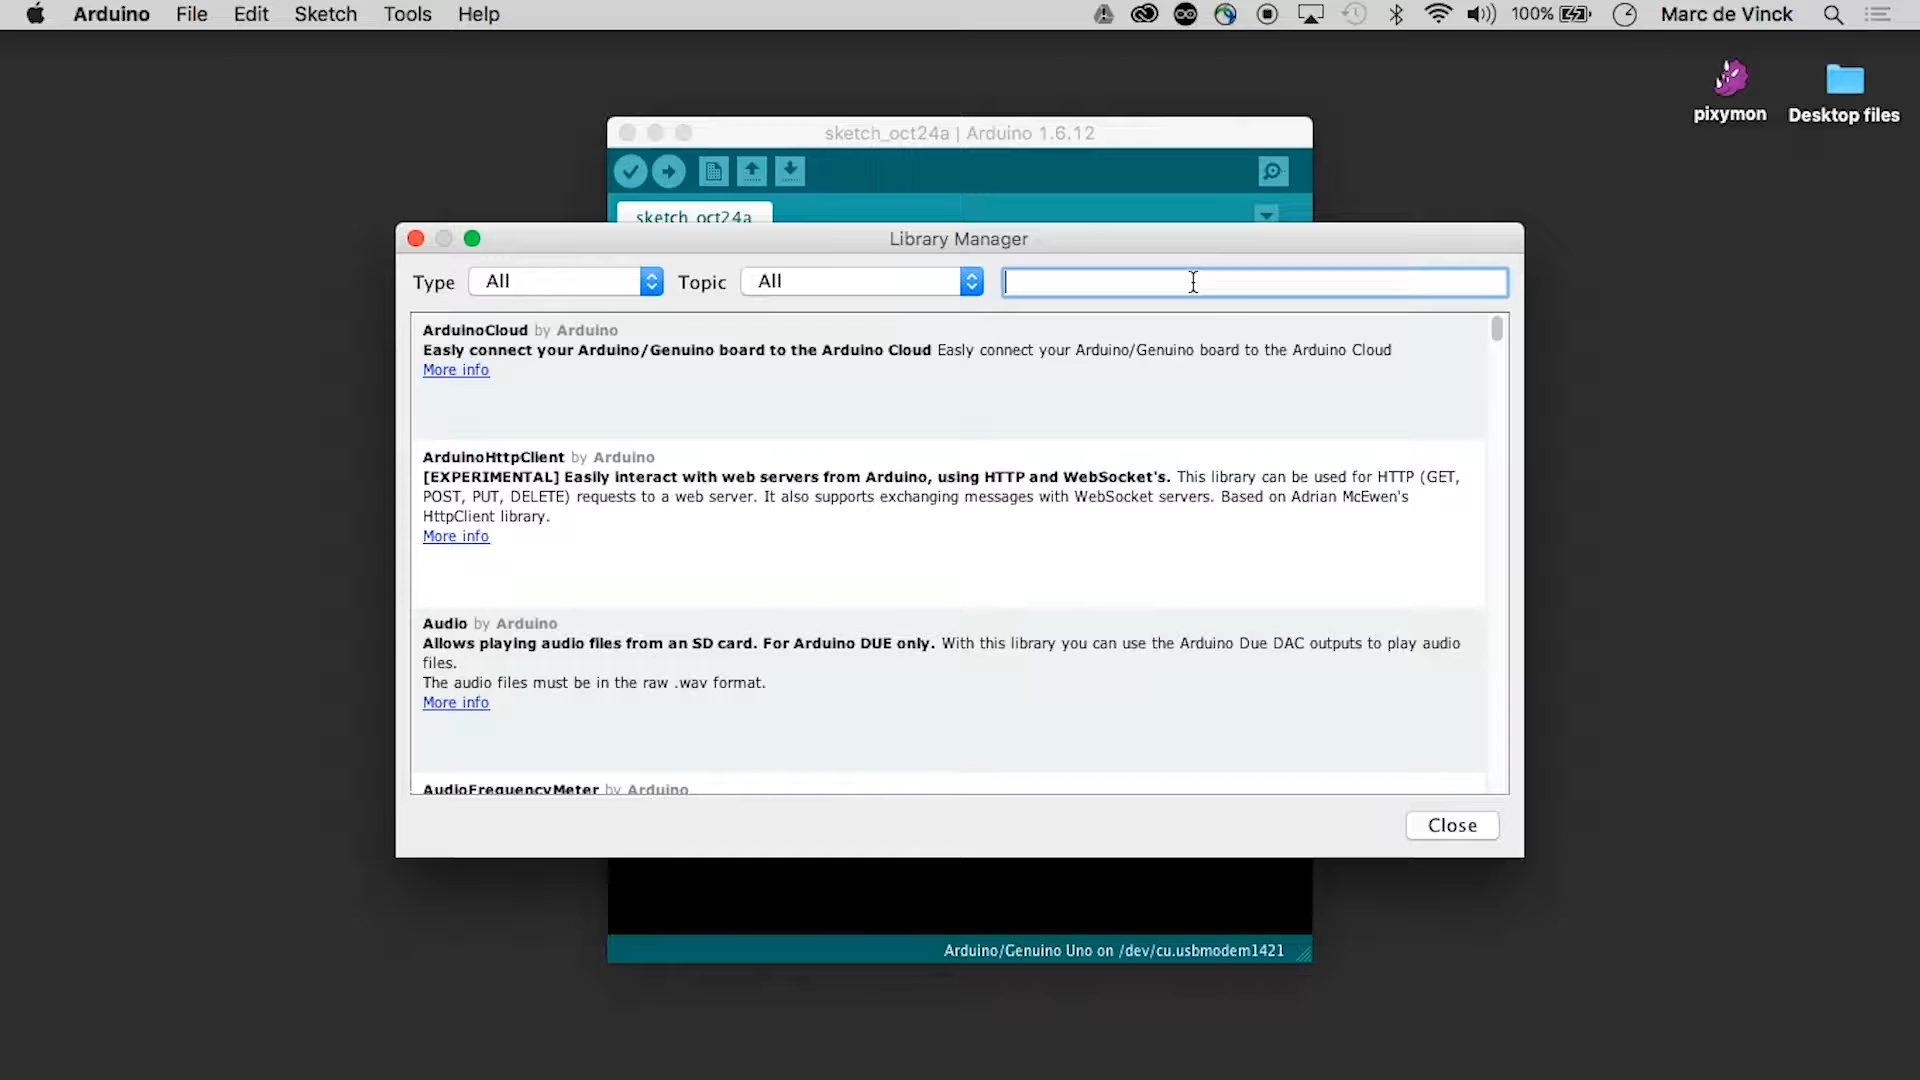 Arduino File Edit Sketch Tools Help 100% Marc de Vinck
pixymon Desktop files
sketch_oct24a | Arduino 1.6.12
sketch_oct24a
Library Manager
Type All Topic All
ArduinoCloud by Arduino
Easly connect your Arduino/Genuino board to the Arduino Cloud Easly connect your Arduino/Genuino board to the Arduino Cloud
More info
ArduinoHttpClient by Arduino
[EXPERIMENTAL] Easily interact with web servers from Arduino, using HTTP and WebSocket's. This library can be used for HTTP (GET,
POST, PUT, DELETE) requests to a web server. It also supports exchanging messages with WebSocket servers. Based on Adrian McEwen's
HttpClient library.
More info
Audio by Arduino
Allows playing audio files from an SD card. For Arduino DUE only. With this library you can use the Arduino Due DAC outputs to play audio
files.
The audio files must be in the raw .wav format.
More info
AudioFrequencyMeter by Arduino
Close
Arduino/Genuino Uno on /dev/cu.usbmodem1421